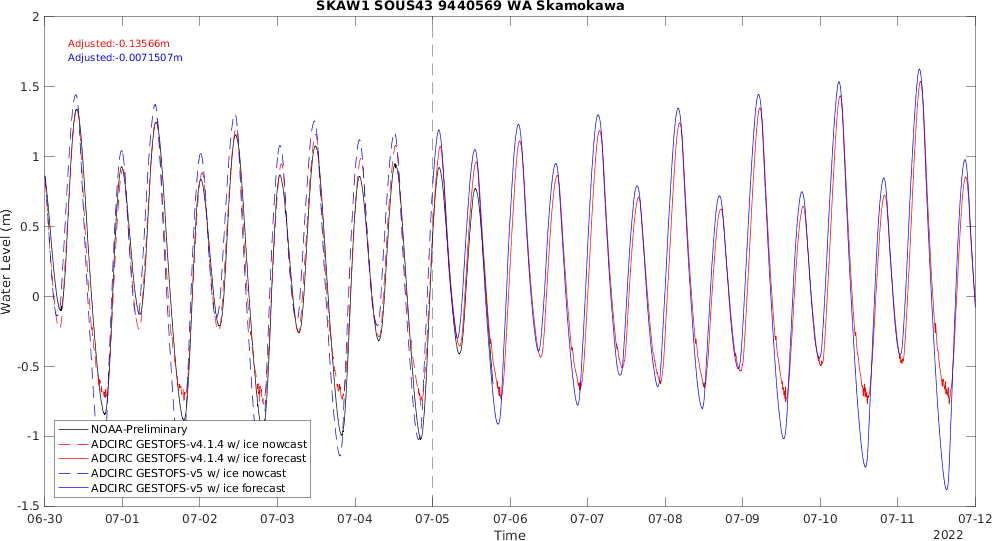 SKAW1 SOUS43 9440569 WA Skamokawa
Adjusted:-0.13566m
Adjusted:-0.0071507m
2
1.5
1
0.5
0
-0.5
-1
-1.5
Water Level (m)
NOAA-Preliminary
ADCIRC GESTOFS-v4.1.4 w/ ice nowcast
ADCIRC GESTOFS-v4.1.4 w/ ice forecast
ADCIRC GESTOFS-v5 w/ ice nowcast
ADCIRC GESTOFS-v5 w/ ice forecast
06-30 07-01 07-02 07-03 07-04 07-05 07-06 07-07 07-08 07-09 07-10 07-11 07-12
Time
2022